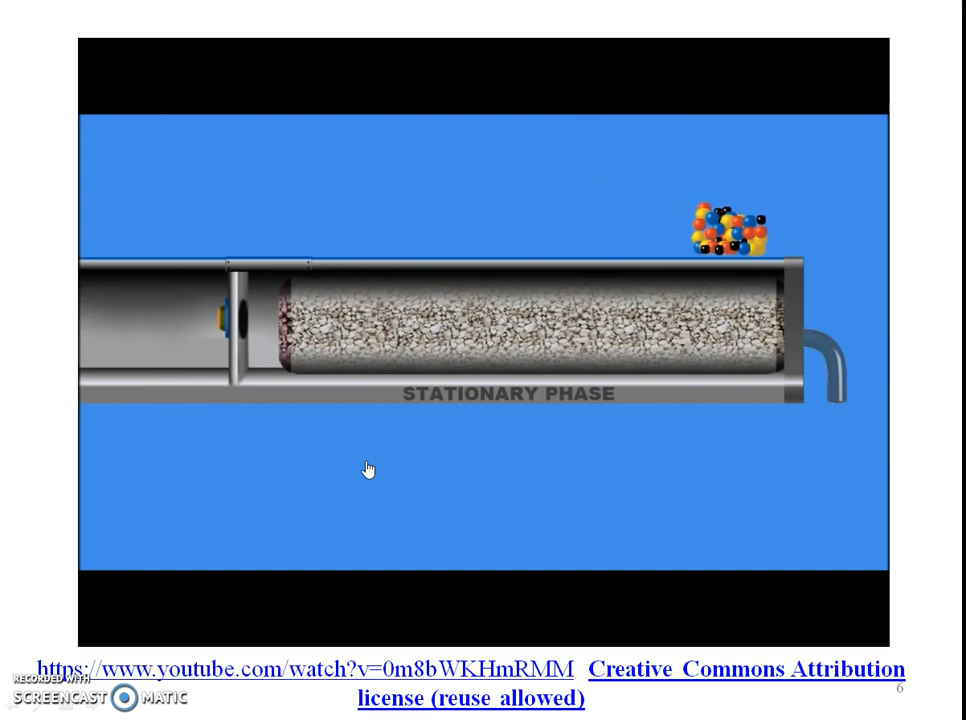 STATIONARY PHASE
https://www.youtube.com/watch?v=0m8bWKHmRMM Creative Commons Attribution
license (reuse allowed)
6
RECORDED WITH
SCREENCAST MATIC